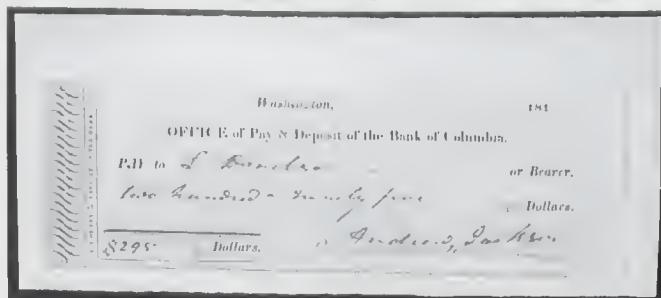 Washington, 181
OFFICE of Pay & Deposit of the Bank of Columbia.
PAY to S Donelson or Bearer,
two hundred & ninety five Dollars.
$295 Dollars. Andrew Jackson